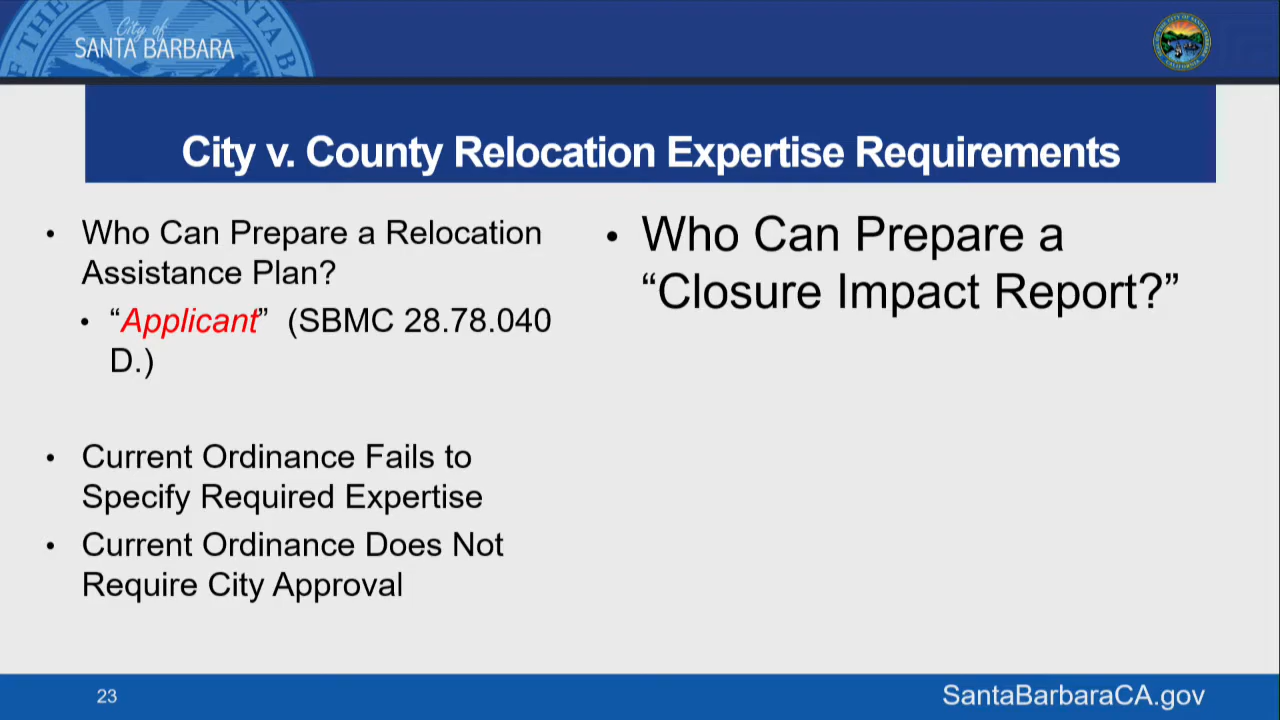 City of
SANTA BARBARA
City v. County Relocation Expertise Requirements
• Who Can Prepare a Relocation
Assistance Plan?
• “Applicant” (SBMC 28.78.040
D.)
• Current Ordinance Fails to
Specify Required Expertise
• Current Ordinance Does Not
Require City Approval
• Who Can Prepare a
“Closure Impact Report?”
23
SantaBarbaraCA.gov